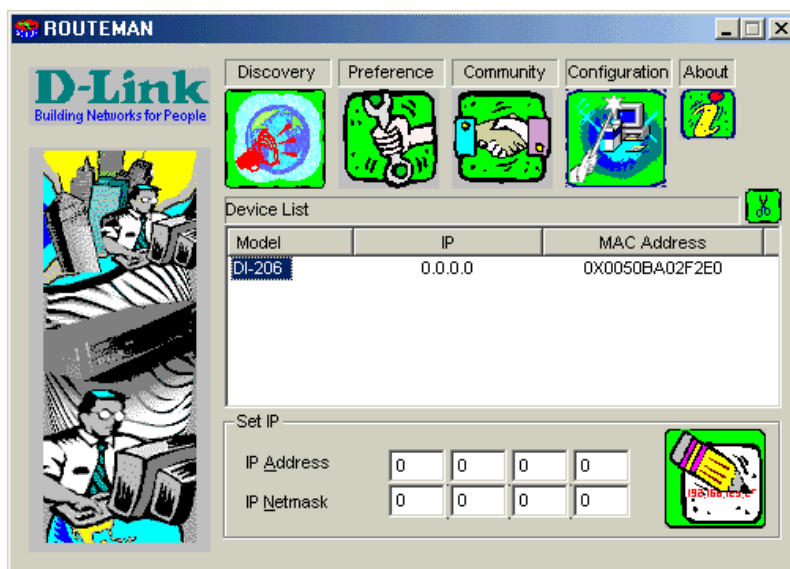 ROUTEMAN
D-Link
Building Networks for People
Discovery Preference Community Configuration About
Device List
Model IP MAC Address
DI-206 0.0.0.0 0X0050BA02F2E0
Set IP
IP Address 0 0 0 0
IP Netmask 0 0 0 0